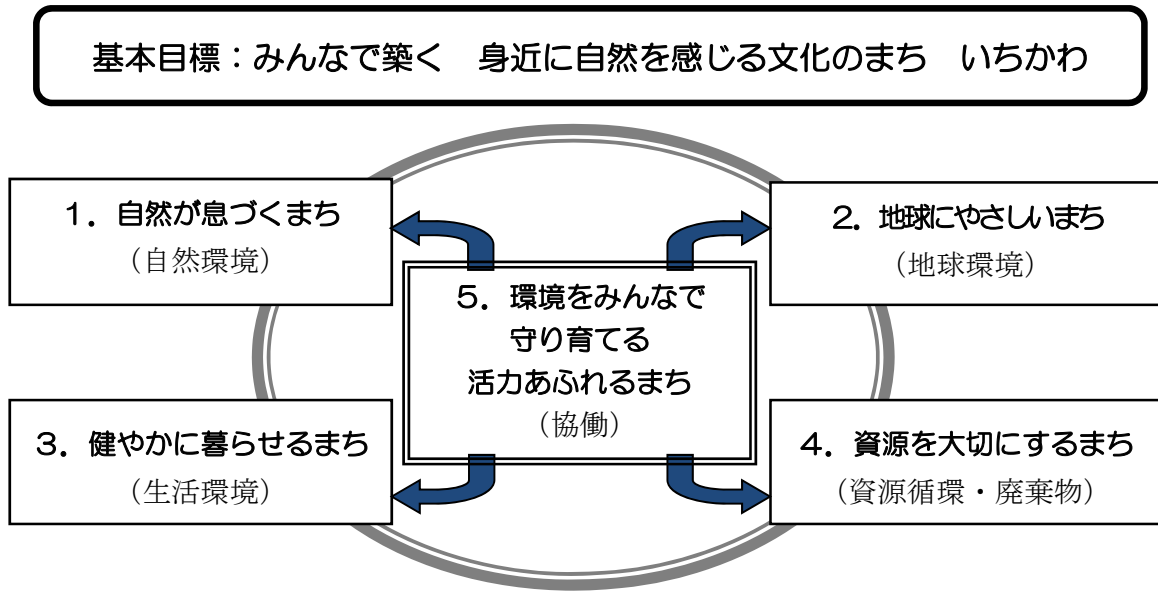 基本目標：みんなで築く　身近に自然を感じる文化のまち　いちかわ
１．自然が息づくまち
（自然環境）
２．地球にやさしいまち
（地球環境）
５．環境をみんなで
守り育てる
活力あふれるまち
（協働）
３．健やかに暮らせるまち
（生活環境）
４．資源を大切にするまち
（資源循環・廃棄物）